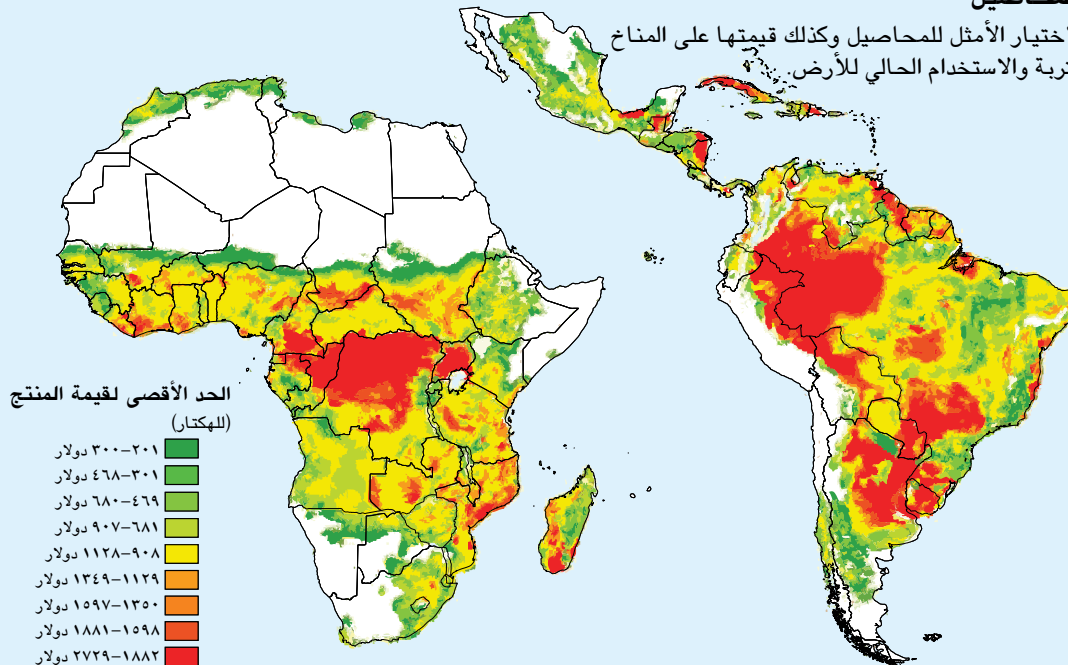 ختيار الأمثل للمحاصيل وكذلك قيمتها على المناخ
تربة والاستخدام الحالي للأرض.
الحد الأقصى لقيمة المنتج
(للهكتار)
٢٠١–٣٠٠ دولار
٣٠١–٤٦٨ دولار
٤٦٩–٦٨٠ دولار
٦٨١–٩٠٧ دولار
٩٠٨–١١٢٨ دولار
١١٢٩–١٣٤٩ دولار
١٣٥٠–١٥٩٧ دولار
١٥٩٨–١٨٨١ دولار
١٨٨٢–٢٧٢٩ دولار